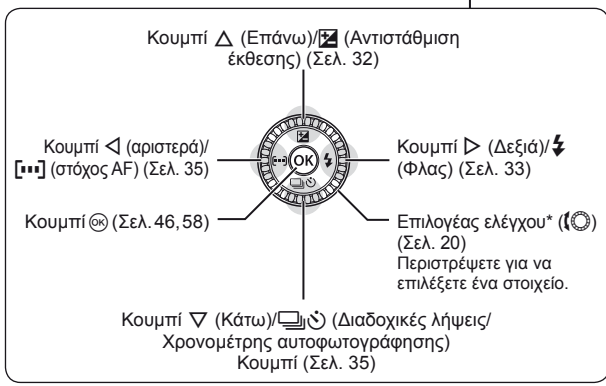 Κουμπί △ (Επάνω)/ (Αντιστάθμιση
έκθεσης) (Σελ. 32)
Κουμπί ◁ (αριστερά)/
[···] (στόχος AF) (Σελ. 35)
Κουμπί ▷ (Δεξιά)/
(Φλας) (Σελ. 33)
OK
Κουμπί OK (Σελ. 46, 58)
Επιλογέας ελέγχου* ()
(Σελ. 20)
Περιστρέψετε για να
επιλέξετε ένα στοιχείο.
Κουμπί ▽ (Κάτω)/ (Διαδοχικές λήψεις/
Χρονομέτρης αυτοφωτογράφησης)
Κουμπί (Σελ. 35)